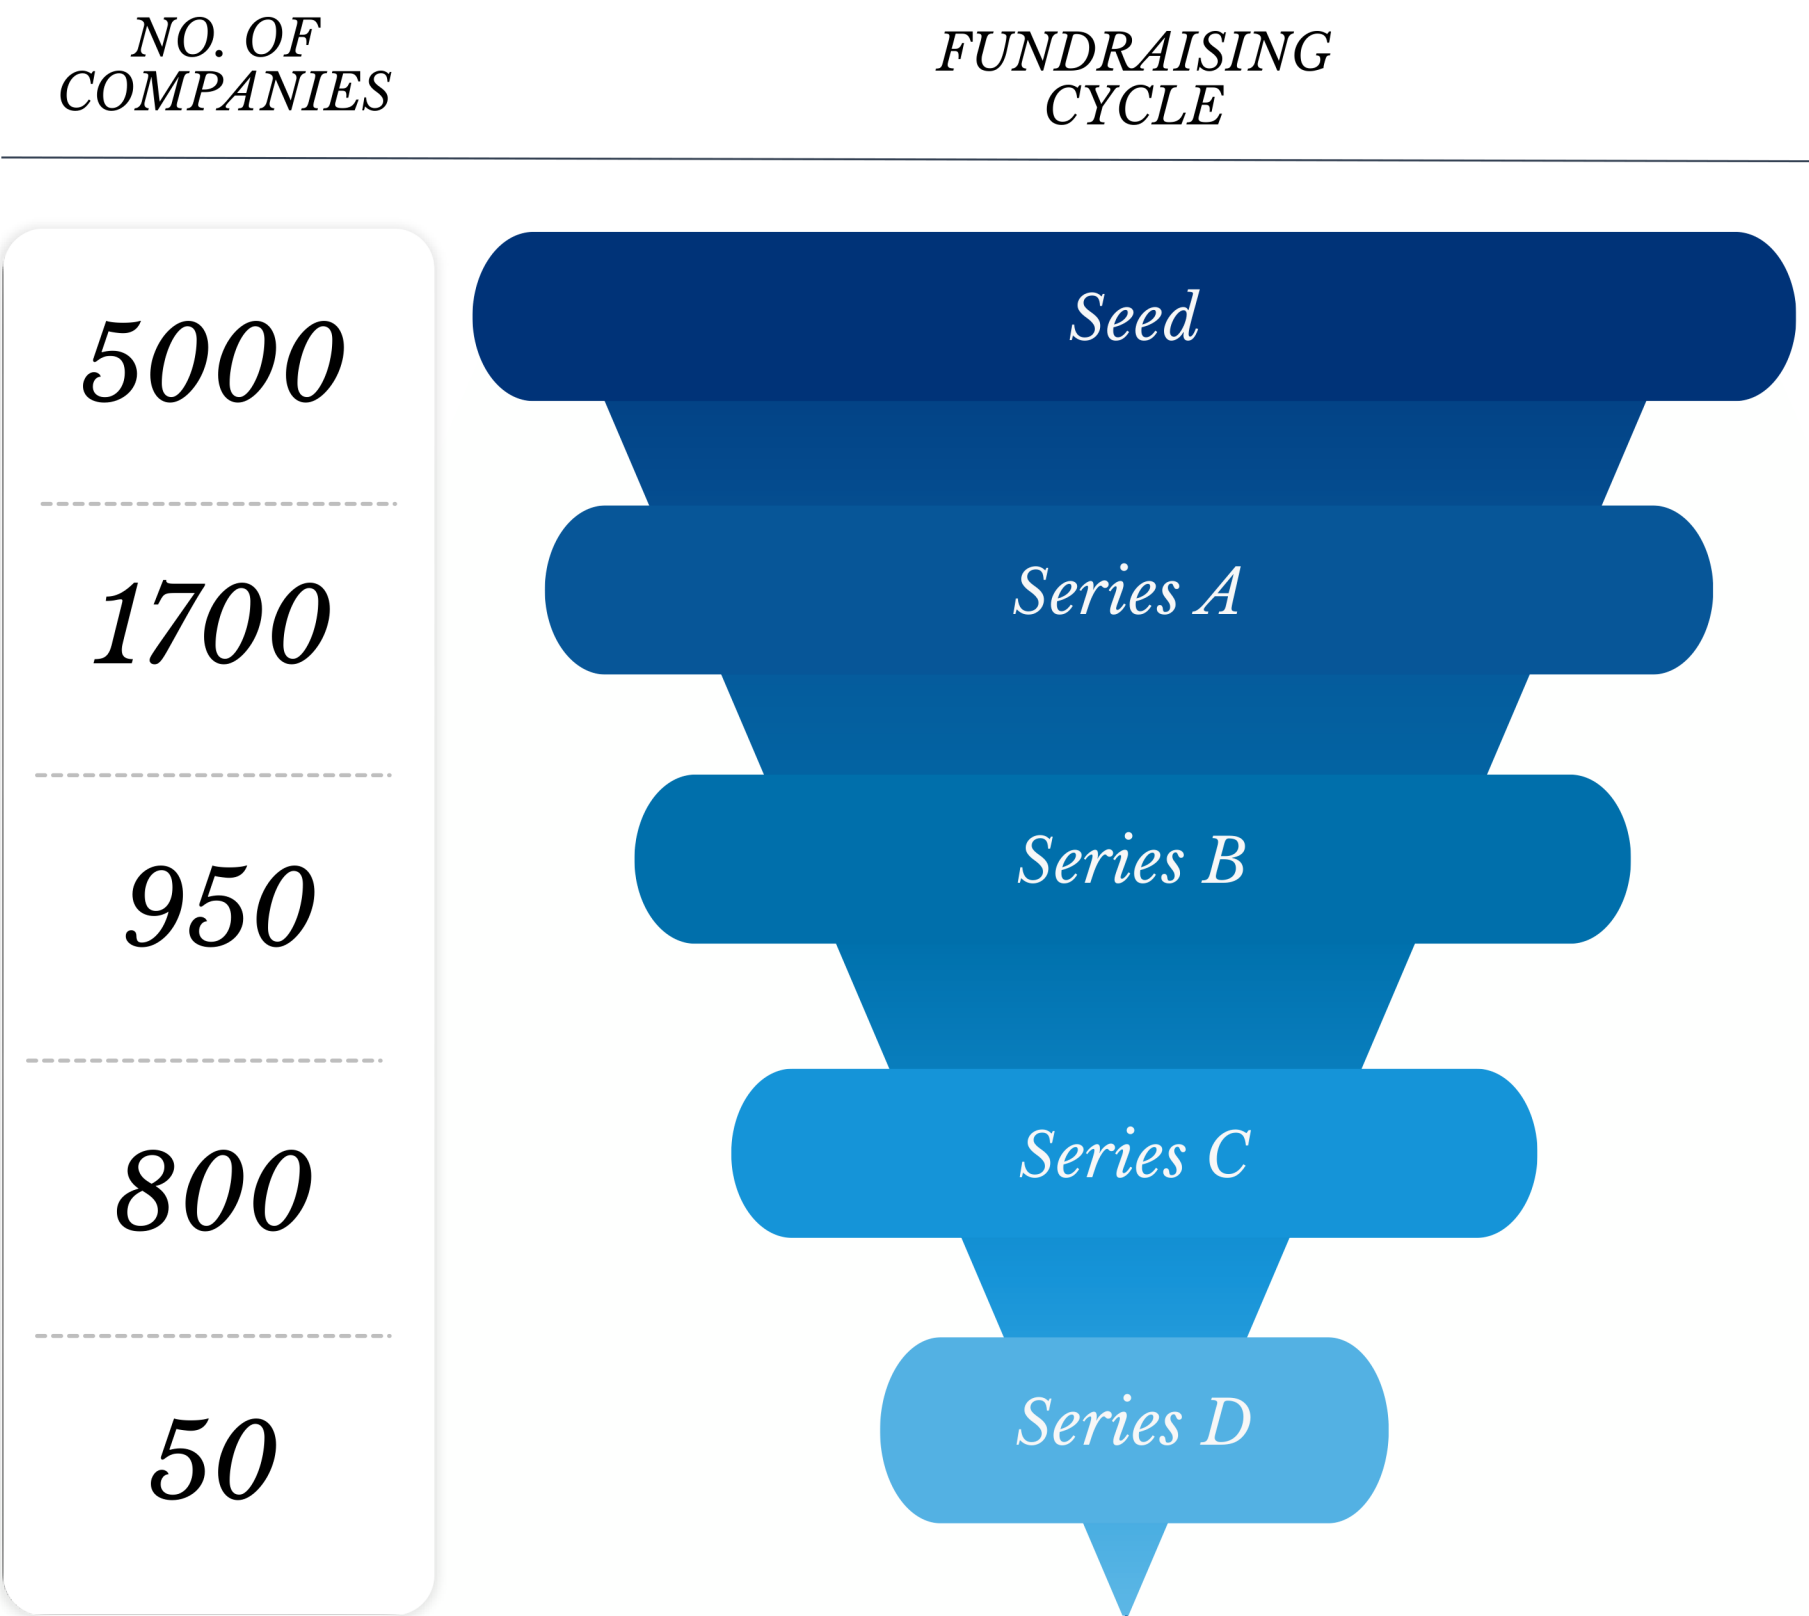 NO. OF
COMPANIES
FUNDRAISING
CYCLE
5000
Seed
1700
Series A
950
Series B
800
Series C
50
Series D